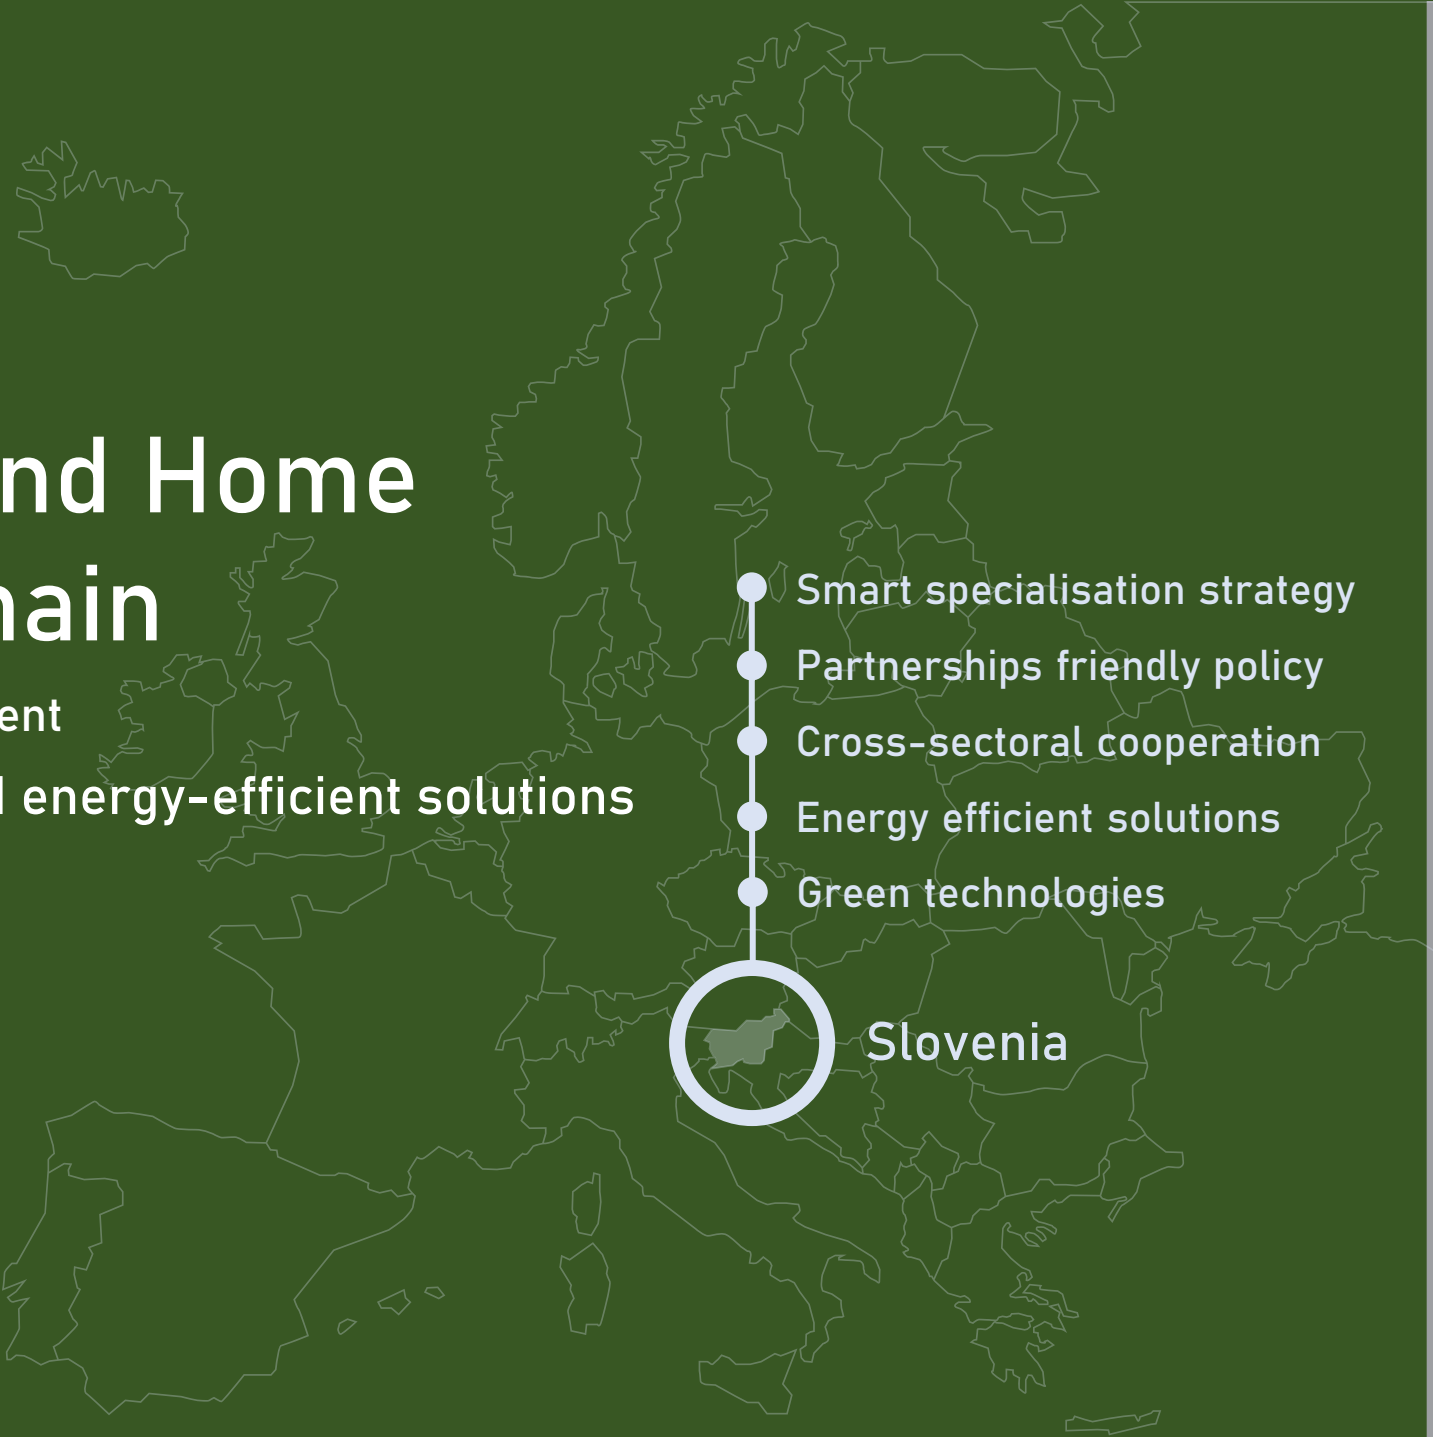 nd Home
ain
ent
energy-efficient solutions
Smart specialisation strategy
Partnerships friendly policy
Cross-sectoral cooperation
Energy efficient solutions
Green technologies
Slovenia